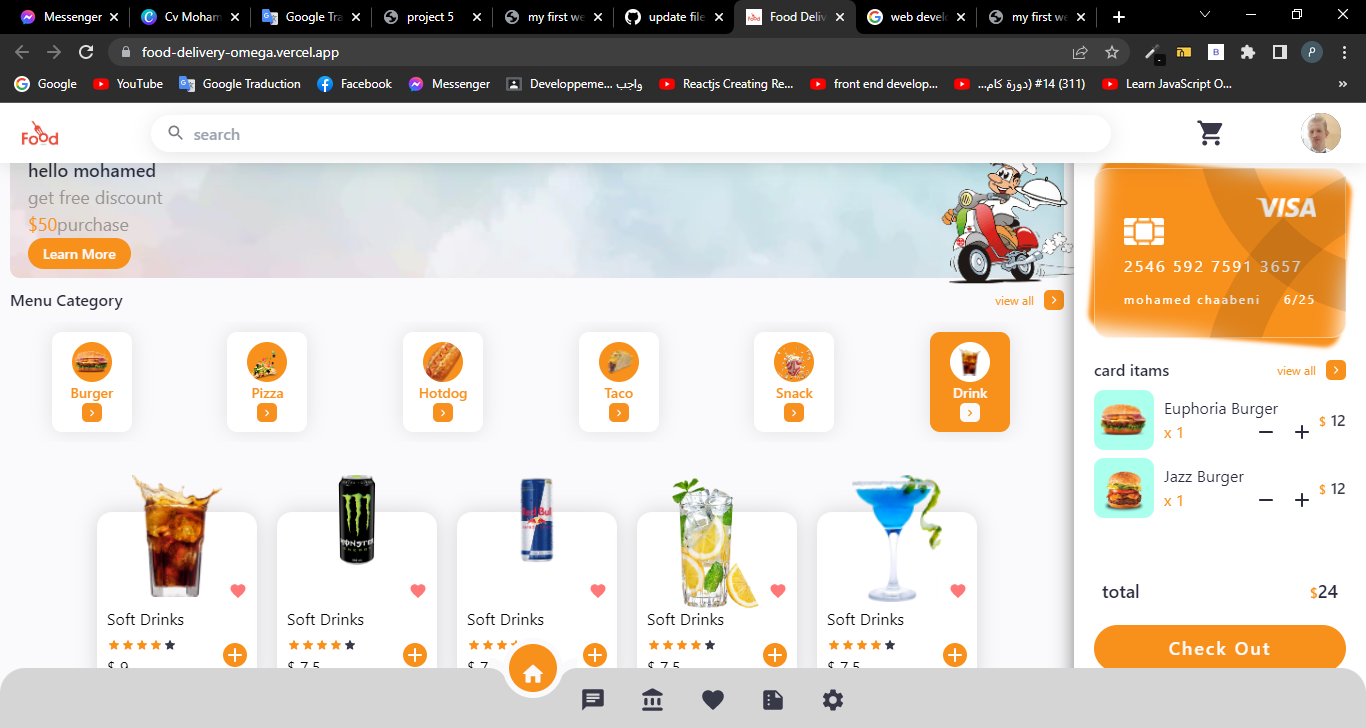 Messenger
Cv Moham
Google Tra
project 5
my first we
update file
Food Deliv
web devel
my first we
food-delivery-omega.vercel.app
Google
YouTube
Google Traduction
Facebook
Messenger
Developpeme... واجب
Reactjs Creating Re...
front end develop...
(311) #14 (دورة كام...
Learn JavaScript O...
»
Food
search
hello mohamed
get free discount
$50purchase
Learn More
VISA
2546 592 7591 3657
mohamed chaabeni 6/25
Menu Category
view all
Burger
Pizza
Hotdog
Taco
Snack
Drink
card itams
view all
Euphoria Burger
x 1
$ 12
Jazz Burger
x 1
$ 12
total
$24
Check Out
MONSTER
ENERGY
Red Bull
Soft Drinks
Soft Drinks
Soft Drinks
Soft Drinks
Soft Drinks
$ 9
$ 7.5
$ 7
$ 7.5
$ 7.5